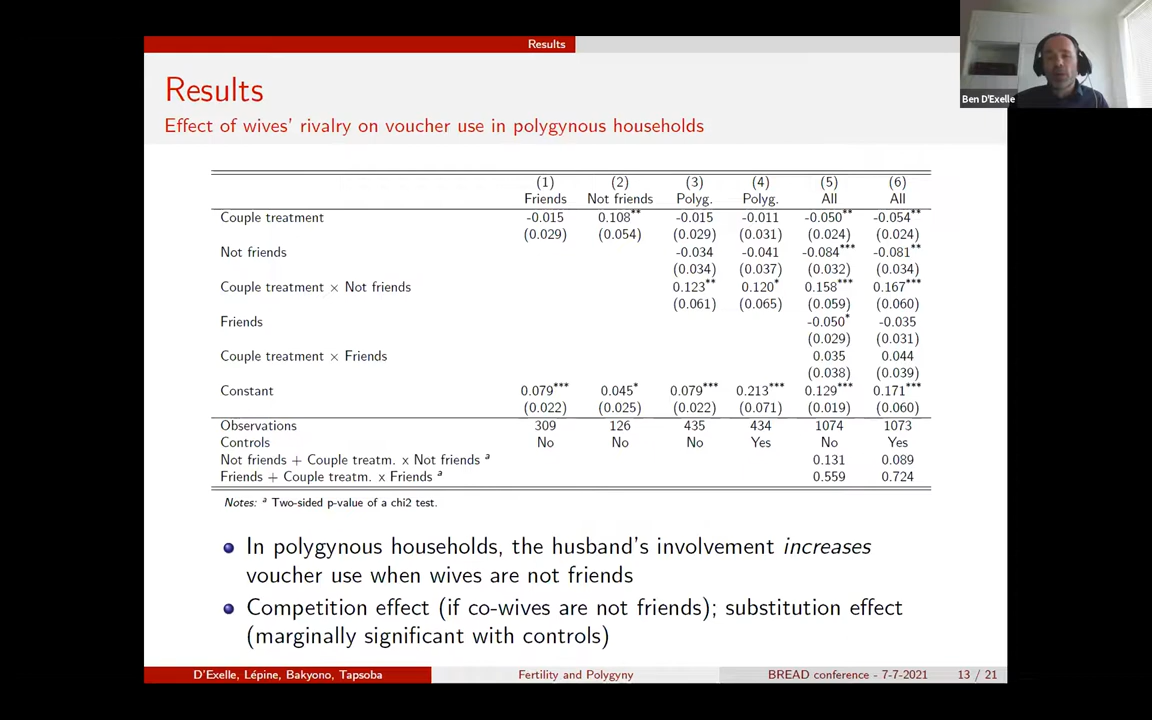 Results
Ben D'Exelle
Results
Effect of wives' rivalry on voucher use in polygynous households
(1) (2) (3) (4) (5) (6)
Friends Not friends Polyg. Polyg. All All
Couple treatment -0.015 0.108** -0.015 -0.011 -0.050** -0.054**
(0.029) (0.054) (0.029) (0.031) (0.024) (0.024)
Not friends -0.034 -0.041 -0.084*** -0.081**
(0.034) (0.037) (0.032) (0.034)
Couple treatment × Not friends 0.123** 0.120* 0.158*** 0.167***
(0.061) (0.065) (0.059) (0.060)
Friends -0.050* -0.035
(0.029) (0.031)
Couple treatment × Friends 0.035 0.044
(0.038) (0.039)
Constant 0.079*** 0.045* 0.079*** 0.213*** 0.129*** 0.171***
(0.022) (0.025) (0.022) (0.071) (0.019) (0.060)
Observations 309 126 435 434 1074 1073
Controls No No No Yes No Yes
Not friends + Couple treatm. x Not friends a 0.131 0.089
Friends + Couple treatm. x Friends a 0.559 0.724
Notes: a Two-sided p-value of a chi2 test.
In polygynous households, the husband's involvement increases
voucher use when wives are not friends
Competition effect (if co-wives are not friends); substitution effect
(marginally significant with controls)
D'Exelle, Lépine, Bakyono, Tapsoba Fertility and Polygyny BREAD conference - 7-7-2021 13 / 21